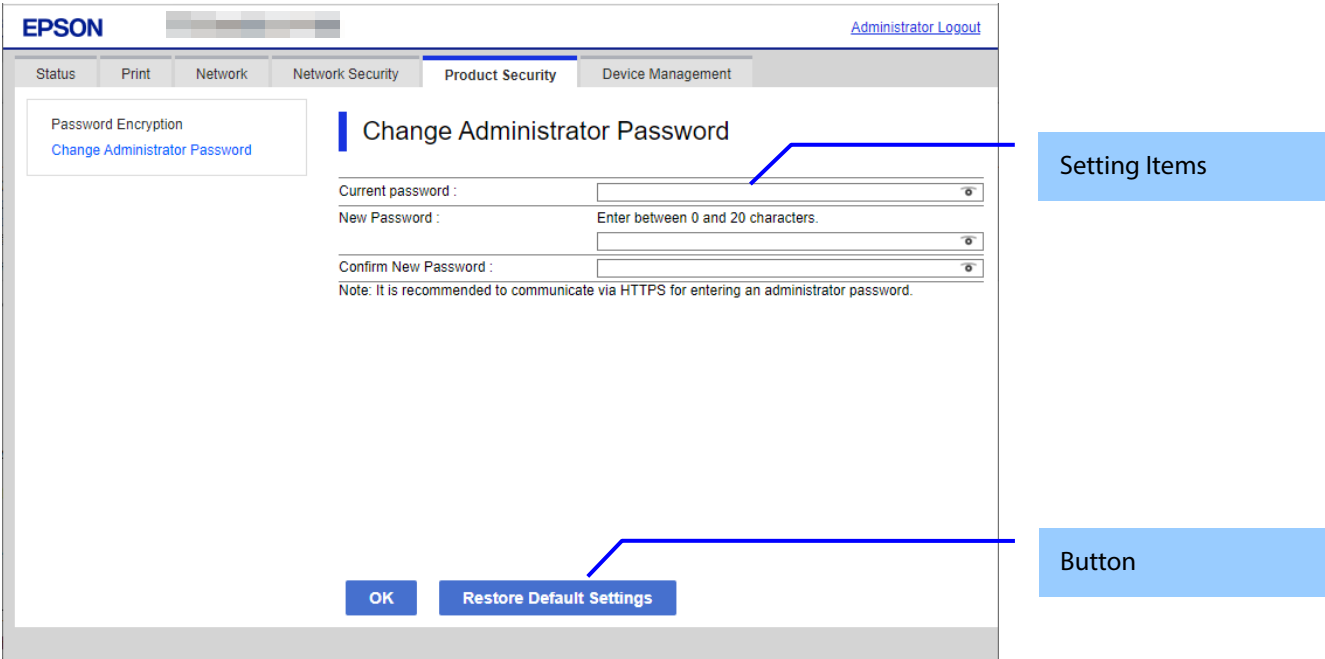 EPSON
Administrator Logout
Status Print Network Network Security Product Security Device Management
Password Encryption
Change Administrator Password
Change Administrator Password
Setting Items
Current password :
New Password : Enter between 0 and 20 characters.
Confirm New Password :
Note: It is recommended to communicate via HTTPS for entering an administrator password.
Button
OK Restore Default Settings